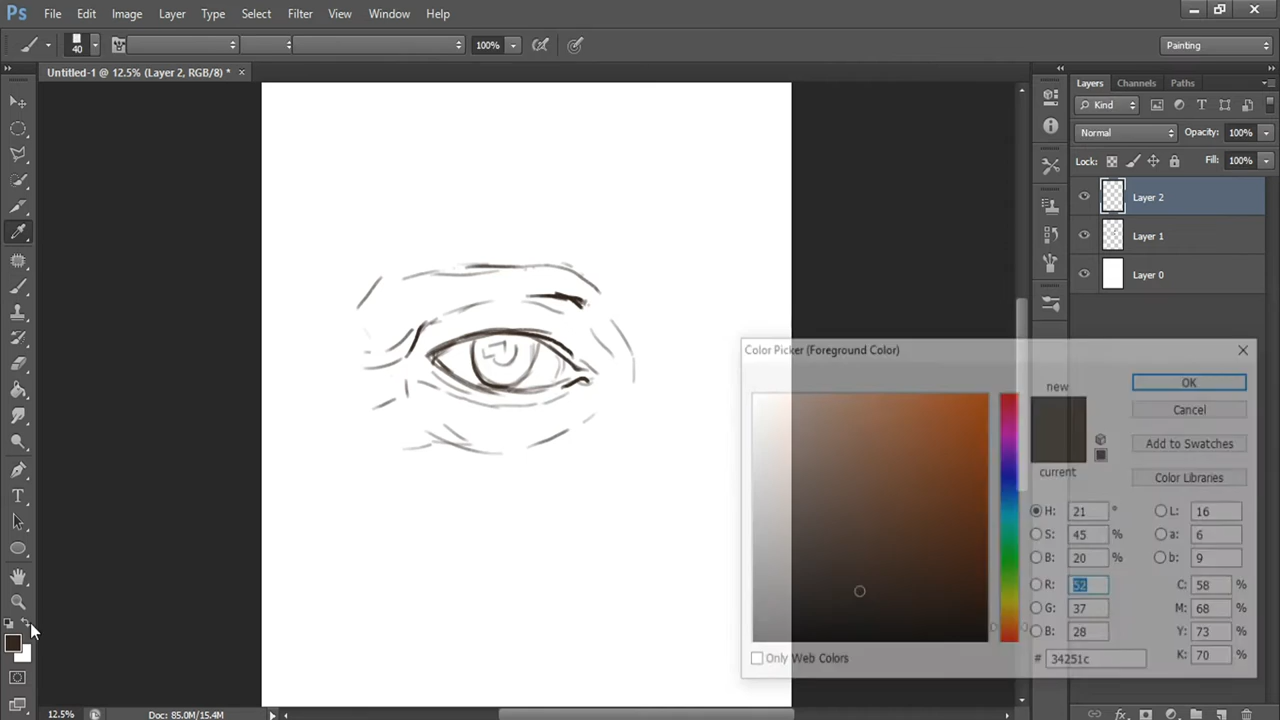 Ps File Edit Image Layer Type Select Filter View Window Help
40 100% Painting
Untitled-1 @ 12.5% (Layer 2, RGB/8) * ×
Layers Channels Paths
Kind
Normal Opacity: 100%
Lock: Fill: 100%
Layer 2
Layer 1
Layer 0
Color Picker (Foreground Color)
new
OK
Cancel
Add to Swatches
current
Color Libraries
H: 21 ° L: 16
S: 45 % a: 6
B: 20 % b: 9
R: 52 C: 58 %
G: 37 M: 68 %
B: 28 Y: 73 %
# 34251c K: 70 %
Only Web Colors
T
12.5% Doc: 85.0M/15.4M
fx